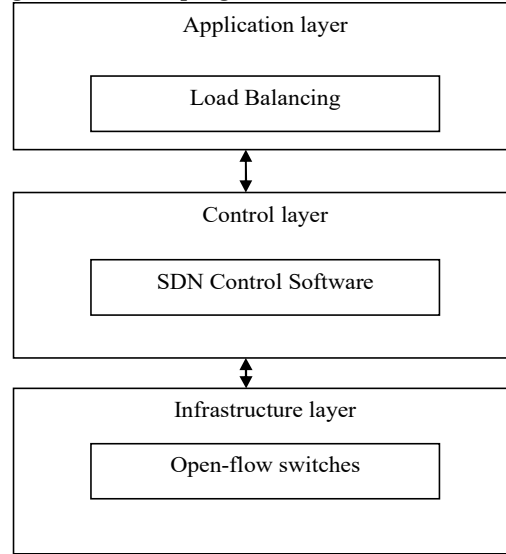 Application layer
Load Balancing
Control layer
SDN Control Software
Infrastructure layer
Open-flow switches